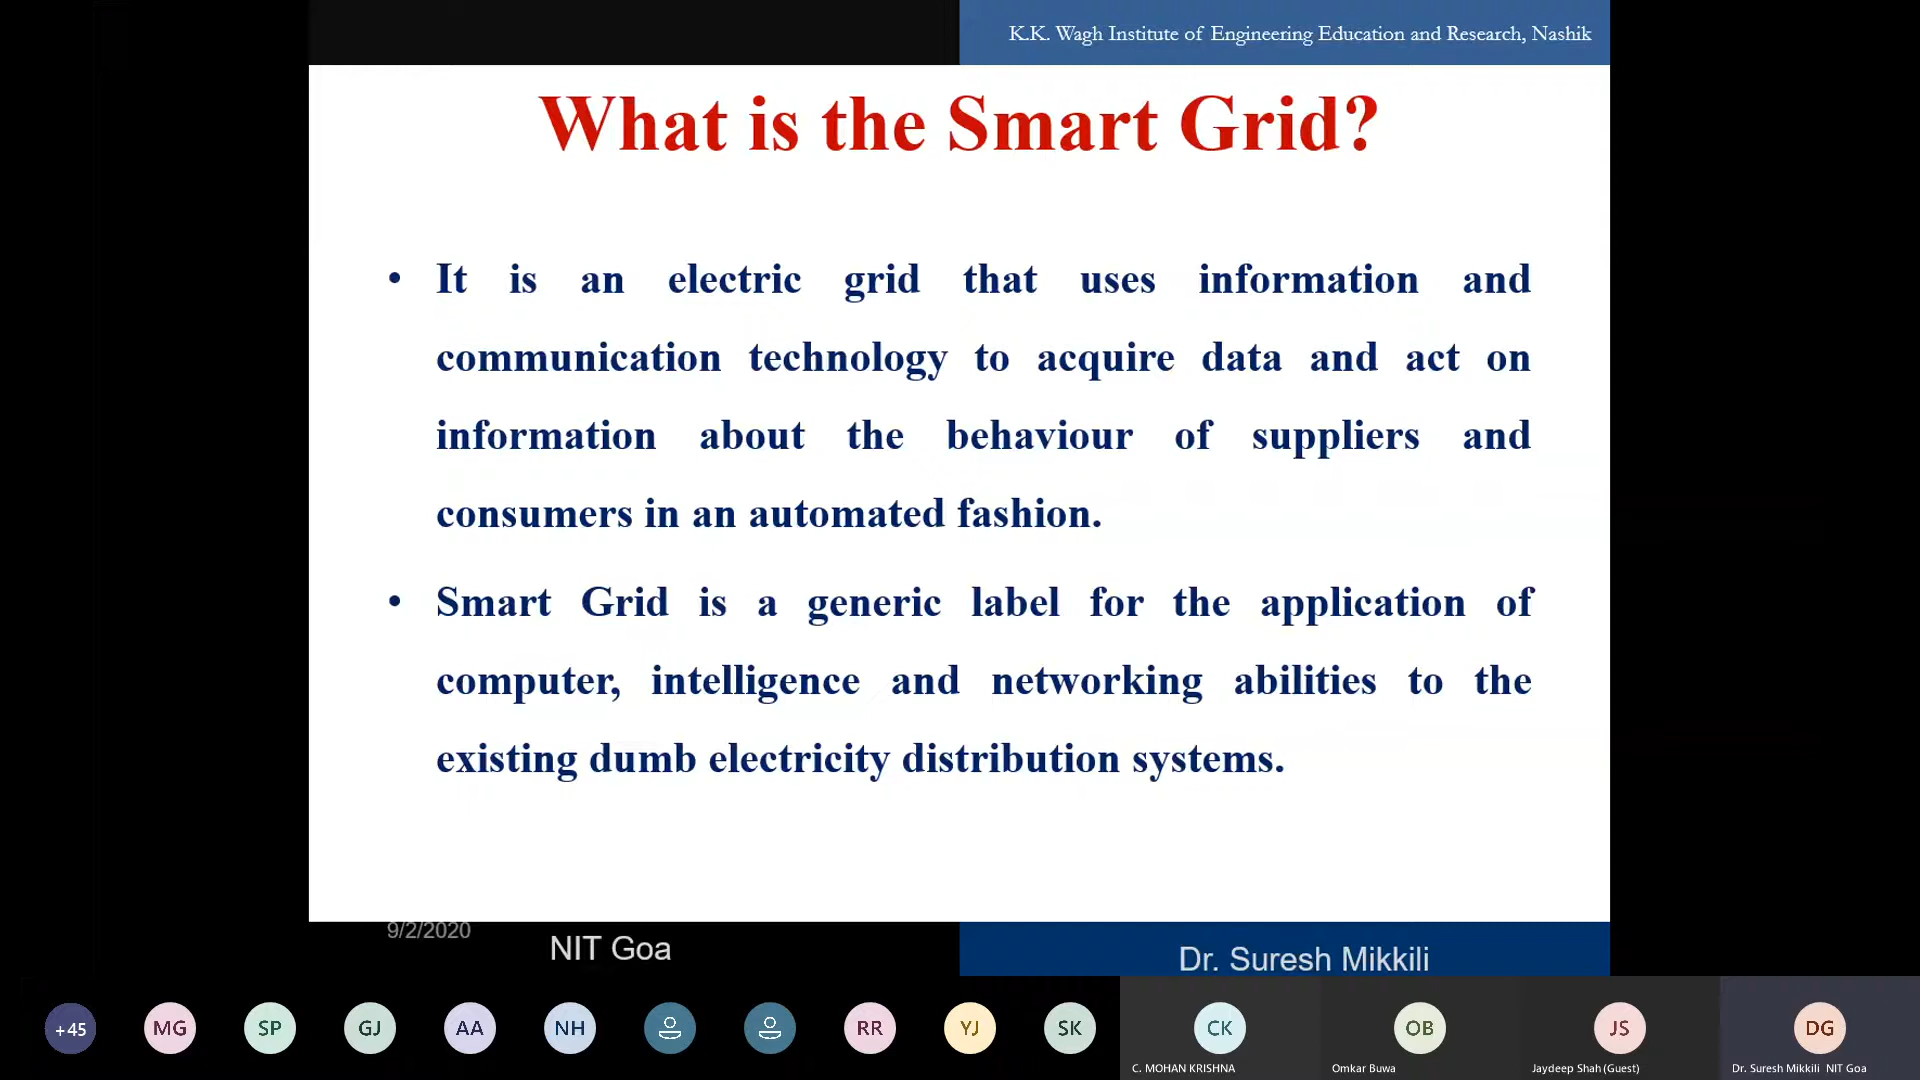 K.K. Wagh Institute of Engineering Education and Research, Nashik
What is the Smart Grid?
• It is an electric grid that uses information and
communication technology to acquire data and act on
information about the behaviour of suppliers and
consumers in an automated fashion.
• Smart Grid is a generic label for the application of
computer, intelligence and networking abilities to the
existing dumb electricity distribution systems.
9/2/2020
NIT Goa
Dr. Suresh Mikkili
+45
MG
SP
GJ
AA
NH
RR
YJ
SK
CK
OB
JS
DG
C. MOHAN KRISHNA
Omkar Buwa
Jaydeep Shah (Guest)
Dr. Suresh Mikkili NIT Goa